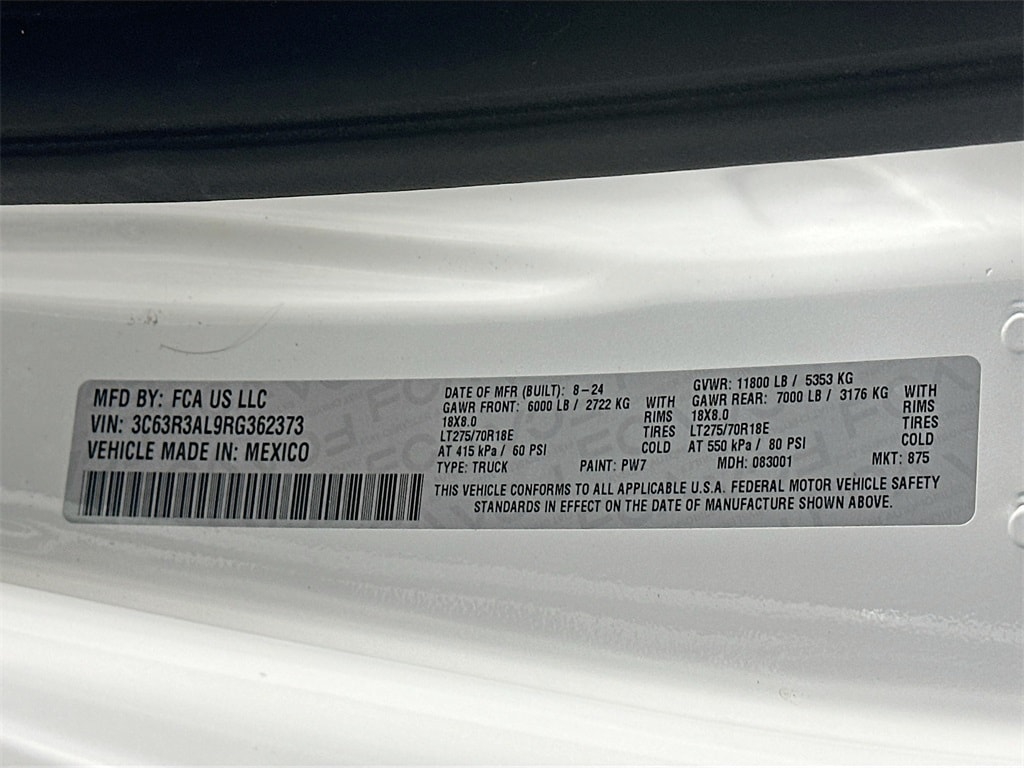 MFD BY: FCA US LLC
VIN: 3C63R3AL9RG362373
VEHICLE MADE IN: MEXICO
DATE OF MFR (BUILT): 8-24
GAWR FRONT: 6000 LB / 2722 KG WITH
18X8.0 RIMS
LT275/70R18E TIRES
AT 415 kPa / 60 PSI COLD
GVWR: 11800 LB / 5353 KG
GAWR REAR: 7000 LB / 3176 KG WITH
18X8.0 RIMS
LT275/70R18E TIRES
AT 550 kPa / 80 PSI COLD
TYPE: TRUCK PAINT: PW7 MDH: 083001 MKT: 875
THIS VEHICLE CONFORMS TO ALL APPLICABLE U.S.A. FEDERAL MOTOR VEHICLE SAFETY
STANDARDS IN EFFECT ON THE DATE OF MANUFACTURE SHOWN ABOVE.